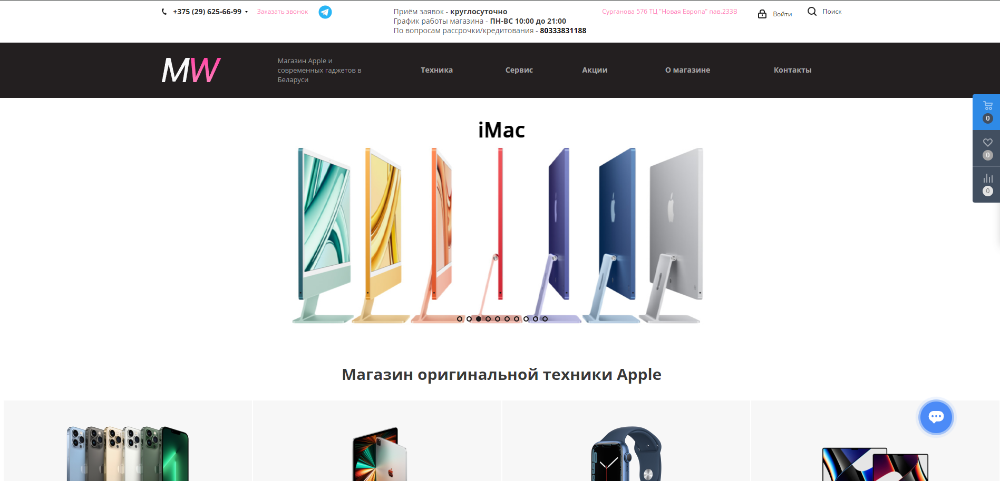 +375 (29) 625-66-99
Заказать звонок
Приём заявок - круглосуточно
График работы магазина - ПН-ВС 10:00 до 21:00
По вопросам рассрочки/кредитования - 80333831188
Сурганова 57б ТЦ "Новая Европа" пав.233В
Войти
Поиск
MW
Магазин Apple и
современных гаджетов в
Беларуси
Техника
Сервис
Акции
О магазине
Контакты
0
0
0
iMac
Магазин оригинальной техники Apple